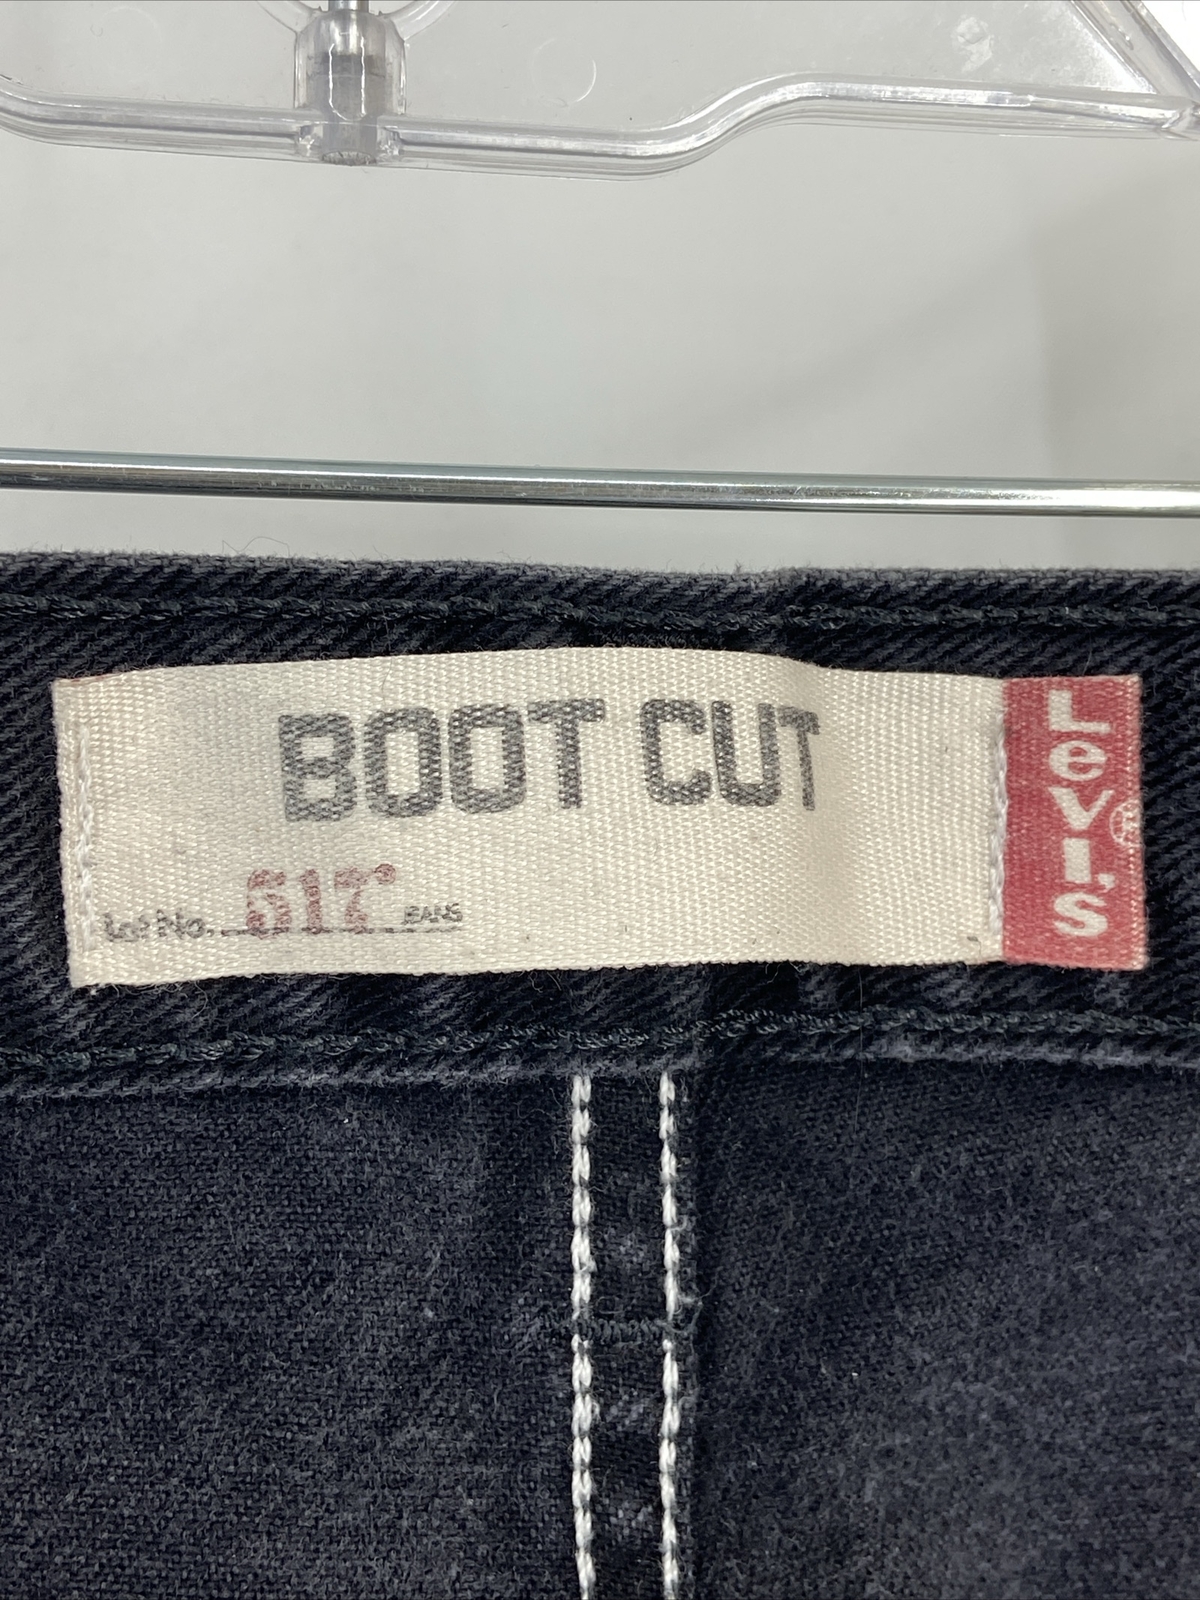 BOOT CUT
Lot No. 517° JEANS
Levi's®